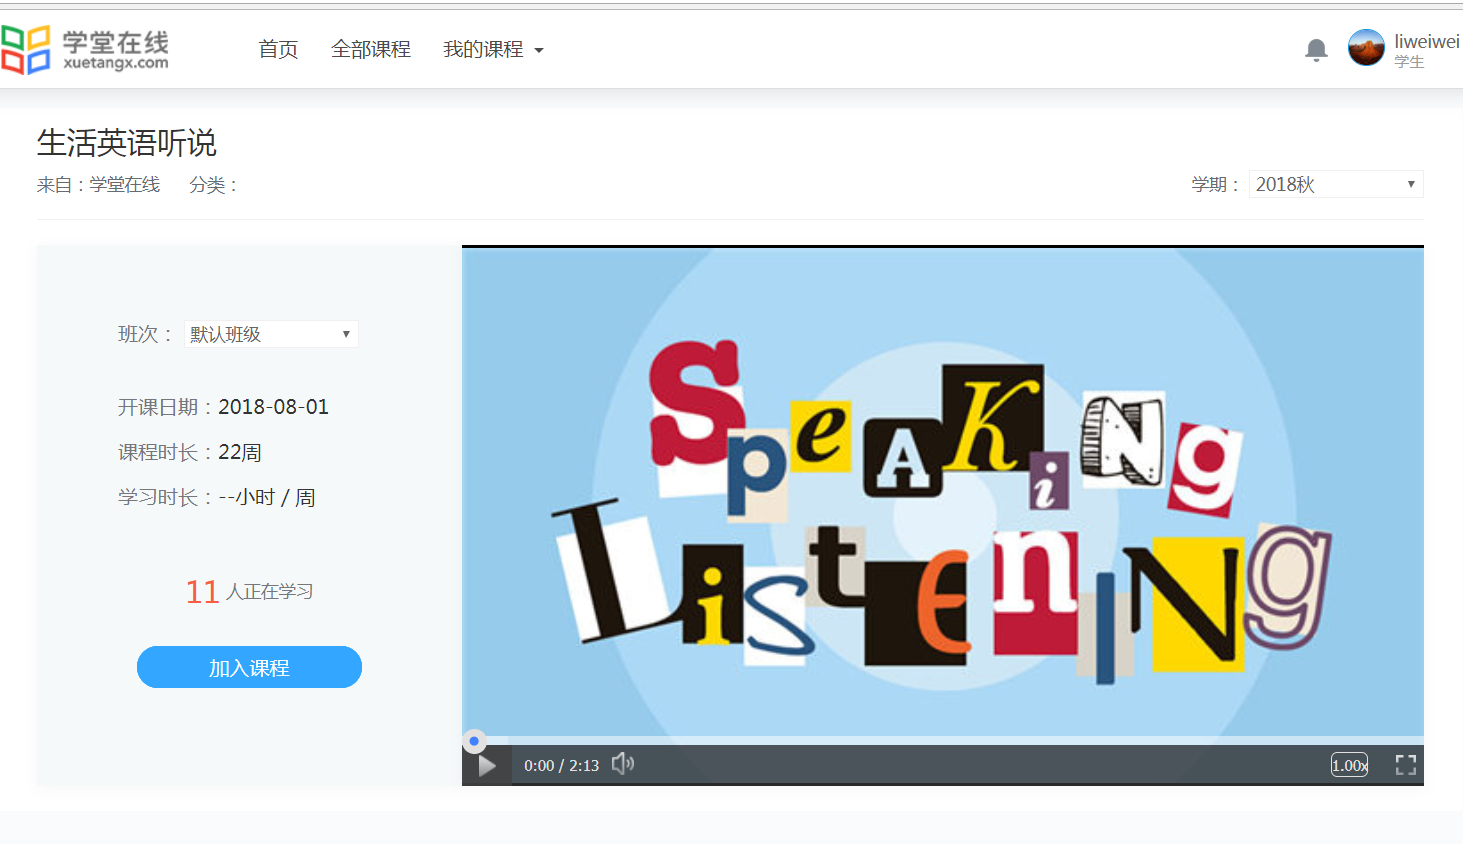 学堂在线
xuetangx.com
首页 全部课程 我的课程
liweiwei
学生
生活英语听说
来自：学堂在线 分类：
学期： 2018秋
班次： 默认班级
开课日期：2018-08-01
课程时长：22周
学习时长：--小时 / 周
11 人正在学习
加入课程
SpeAKiNg
LiStEnINg
0:00 / 2:13
1.00x